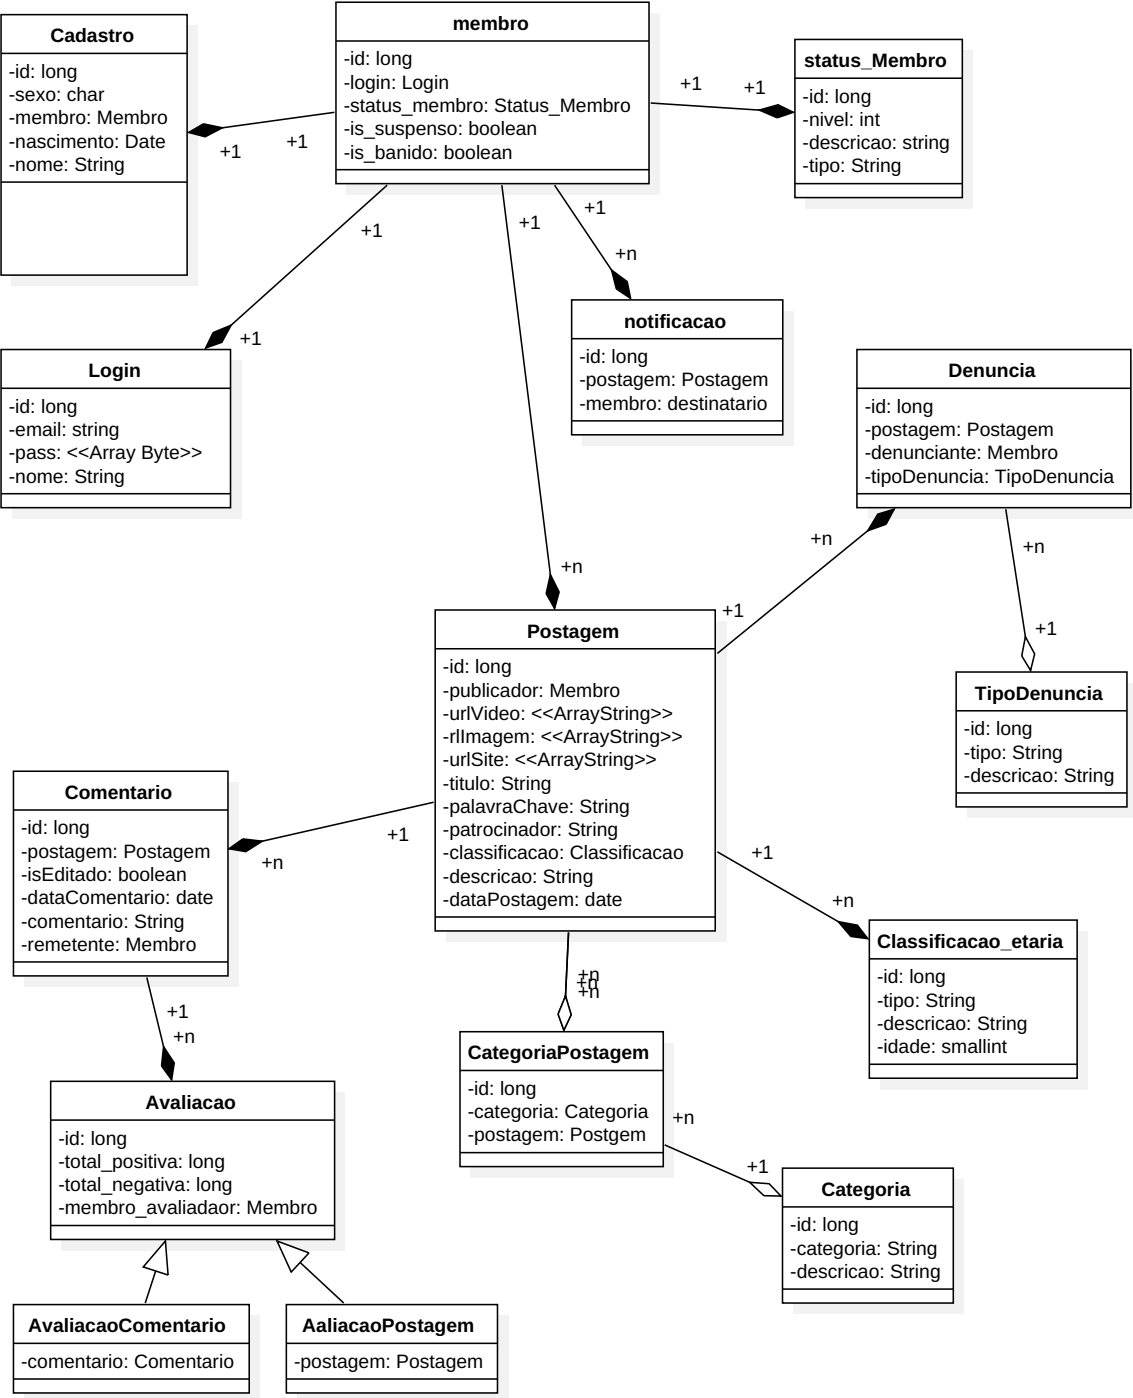 Cadastro
-id: long
-sexo: char
-membro: Membro
-nascimento: Date
-nome: String
membro
-id: long
-login: Login
-status_membro: Status_Membro
-is_suspenso: boolean
-is_banido: boolean
status_Membro
-id: long
-nivel: int
-descricao: string
-tipo: String
+1
+1
+1
+1
+1
+1
+1
+n
+1
+n
notificacao
-id: long
-postagem: Postagem
-membro: destinatario
Login
-id: long
-email: string
-pass: <<Array Byte>>
-nome: String
Denuncia
-id: long
-postagem: Postagem
-denunciante: Membro
-tipoDenuncia: TipoDenuncia
+n
+1
+n
+1
TipoDenuncia
-id: long
-tipo: String
-descricao: String
Postagem
-id: long
-publicador: Membro
-urlVideo: <<ArrayString>>
-rlImagem: <<ArrayString>>
-urlSite: <<ArrayString>>
-titulo: String
-palavraChave: String
-patrocinador: String
-classificacao: Classificacao
-descricao: String
-dataPostagem: date
Comentario
-id: long
-postagem: Postagem
-isEditado: boolean
-dataComentario: date
-comentario: String
-remetente: Membro
+1
+n
+1
+n
Classificacao_etaria
-id: long
-tipo: String
-descricao: String
-idade: smallint
+n
+n
+n
CategoriaPostagem
-id: long
-categoria: Categoria
-postagem: Postgem
+n
+1
Categoria
-id: long
-categoria: String
-descricao: String
+1
+n
Avaliacao
-id: long
-total_positiva: long
-total_negativa: long
-membro_avaliadaor: Membro
AvaliacaoComentario
-comentario: Comentario
AaliacaoPostagem
-postagem: Postagem